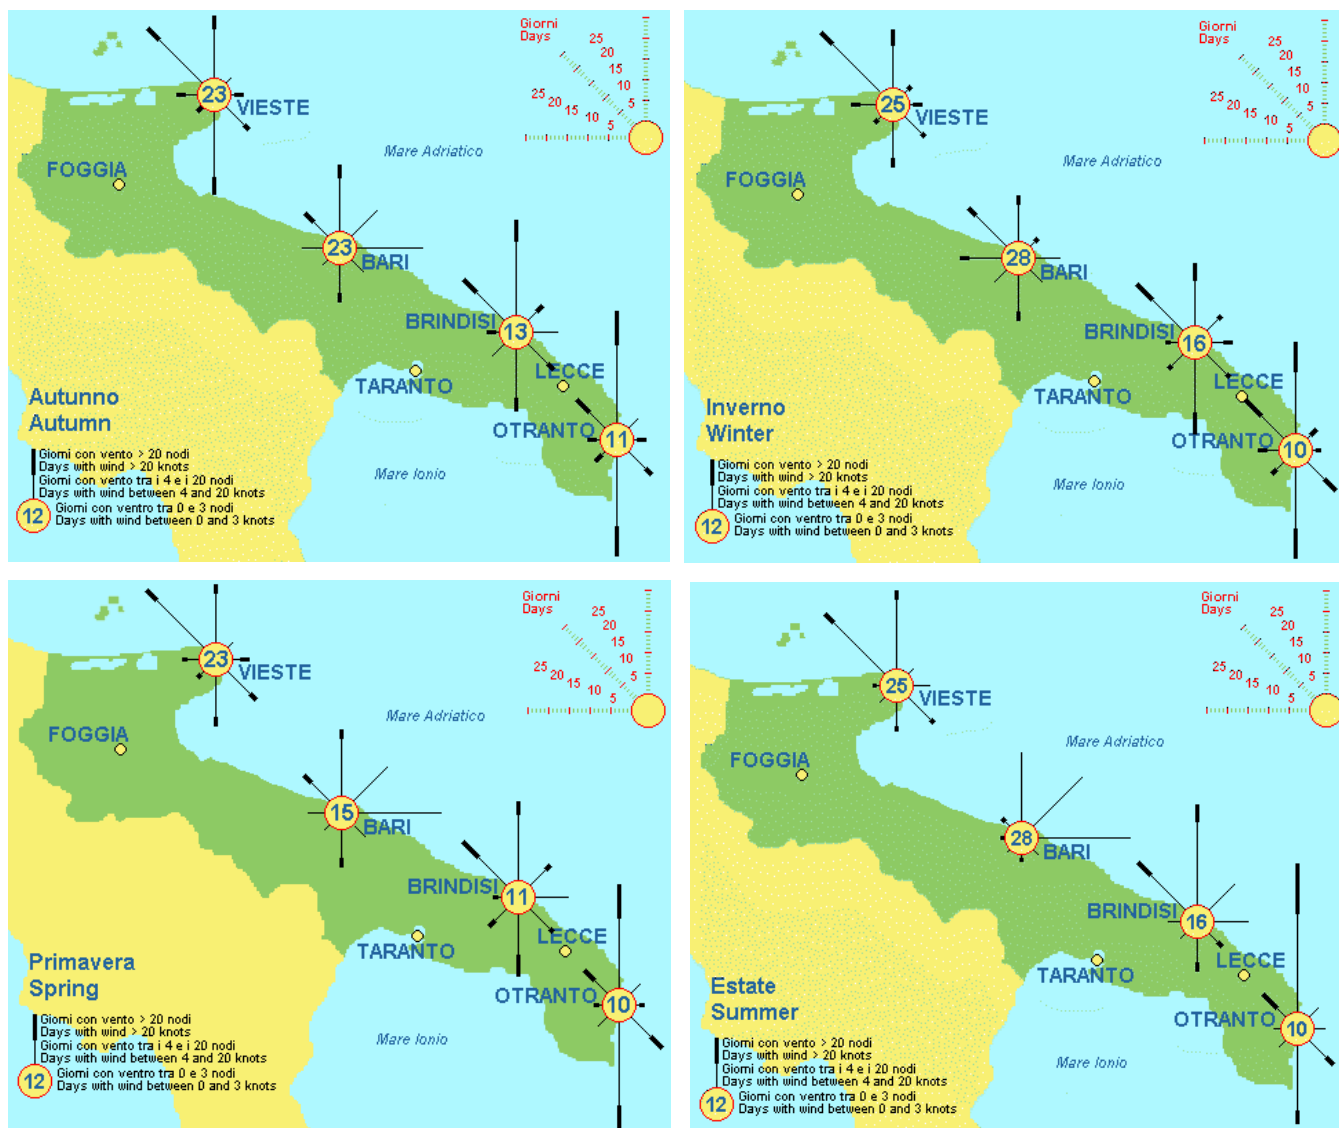 Giorni
Days
25
20
15
10
5
25
20
15
10
5
23
VIESTE
Mare Adriatico
FOGGIA
23
BARI
BRINDISI
13
LECCE
TARANTO
OTRANTO
11
Mare Ionio
Autunno
Autumn
Giorni con vento > 20 nodi
Days with wind > 20 knots
Giorni con vento tra i 4 e i 20 nodi
Days with wind between 4 and 20 knots
12
Giorni con ventro tra 0 e 3 nodi
Days with wind between 0 and 3 knots
Giorni
Days
25
20
15
10
5
25
20
15
10
5
25
VIESTE
Mare Adriatico
FOGGIA
28
BARI
BRINDISI
16
LECCE
TARANTO
OTRANTO
10
Mare Ionio
Inverno
Winter
Giorni con vento > 20 nodi
Days with wind > 20 knots
Giorni con vento tra i 4 e i 20 nodi
Days with wind between 4 and 20 knots
12
Giorni con ventro tra 0 e 3 nodi
Days with wind between 0 and 3 knots
Giorni
Days
25
20
15
10
5
25
20
15
10
5
23
VIESTE
Mare Adriatico
FOGGIA
15
BARI
BRINDISI
11
LECCE
TARANTO
OTRANTO
10
Mare Ionio
Primavera
Spring
Giorni con vento > 20 nodi
Days with wind > 20 knots
Giorni con vento tra i 4 e i 20 nodi
Days with wind between 4 and 20 knots
12
Giorni con ventro tra 0 e 3 nodi
Days with wind between 0 and 3 knots
Giorni
Days
25
20
15
10
5
25
20
15
10
5
25
VIESTE
Mare Adriatico
FOGGIA
28
BARI
BRINDISI
16
LECCE
TARANTO
OTRANTO
10
Mare Ionio
Estate
Summer
Giorni con vento > 20 nodi
Days with wind > 20 knots
Giorni con vento tra i 4 e i 20 nodi
Days with wind between 4 and 20 knots
12
Giorni con ventro tra 0 e 3 nodi
Days with wind between 0 and 3 knots